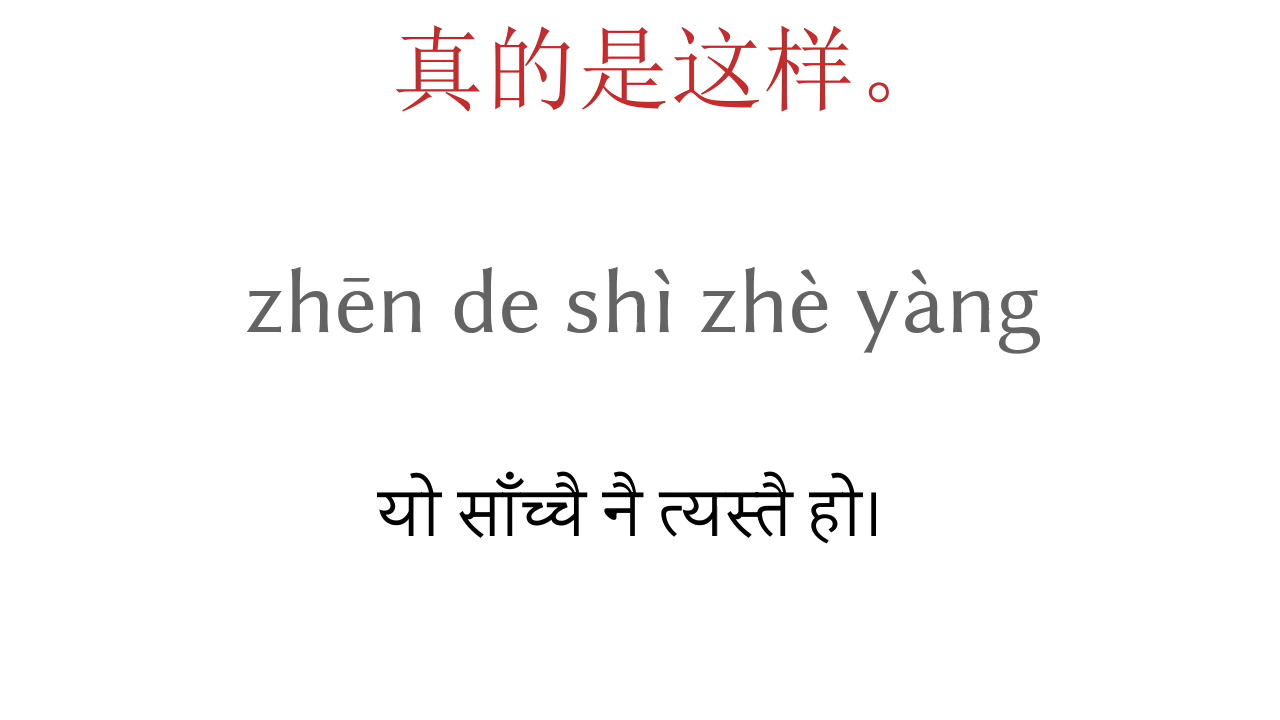 真的是这样。
zhēn de shì zhè yàng
यो साँच्चै नै त्यस्तै हो।